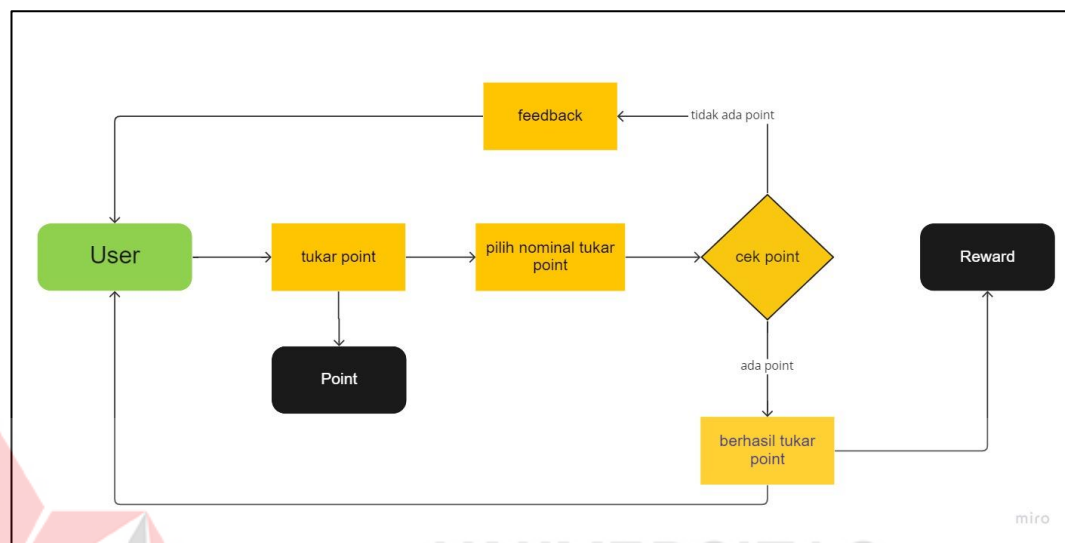 feedback
tidak ada point
User
tukar point
pilih nominal tukar
point
cek point
Reward
Point
ada point
berhasil tukar
point
miro